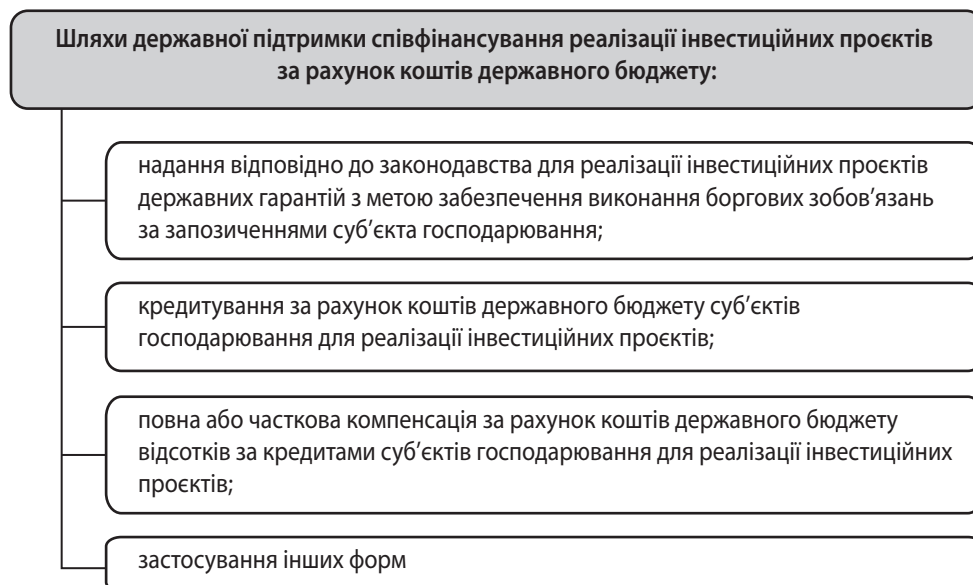 Шляхи державної підтримки співфінансування реалізації інвестиційних проєктів
за рахунок коштів державного бюджету:
надання відповідно до законодавства для реалізації інвестиційних проєктів
державних гарантій з метою забезпечення виконання боргових зобов’язань
за запозиченнями суб’єкта господарювання;
кредитування за рахунок коштів державного бюджету суб’єктів
господарювання для реалізації інвестиційних проєктів;
повна або часткова компенсація за рахунок коштів державного бюджету
відсотків за кредитами суб’єктів господарювання для реалізації інвестиційних
проєктів;
застосування інших форм